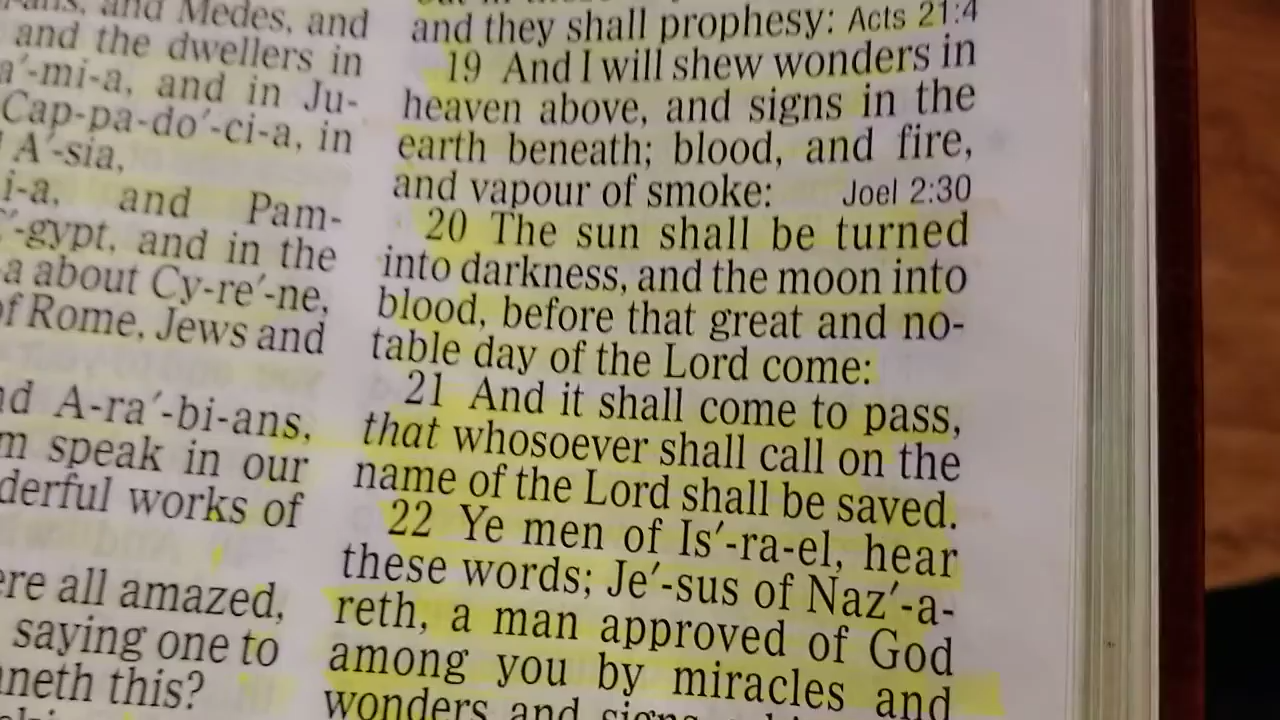 and Medes, and
and the dwellers in
a′-mi-a, and in Ju-
Cap-pa-do′-ci-a, in
A′-sia,
i-a, and Pam-
′-gypt, and in the
a about Cy-re′-ne,
of Rome, Jews and
A-ra′-bi-ans,
speak in our
derful works of
ere all amazed,
saying one to
neth this?
and they shall prophesy: Acts 21:4
19 And I will shew wonders in
heaven above, and signs in the
earth beneath; blood, and fire,
and vapour of smoke: Joel 2:30
20 The sun shall be turned
into darkness, and the moon into
blood, before that great and no-
table day of the Lord come:
21 And it shall come to pass,
that whosoever shall call on the
name of the Lord shall be saved.
22 Ye men of Is′-ra-el, hear
these words; Je′-sus of Naz′-a-
reth, a man approved of God
among you by miracles and
wonders and signs